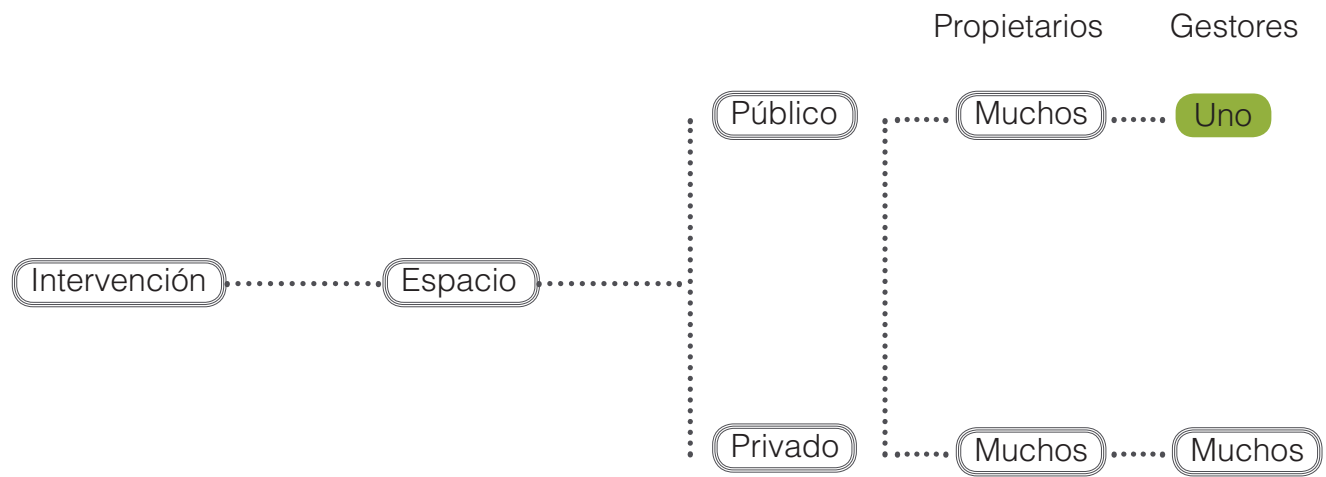 Propietarios Gestores
Público Muchos Uno
Intervención Espacio
Privado Muchos Muchos